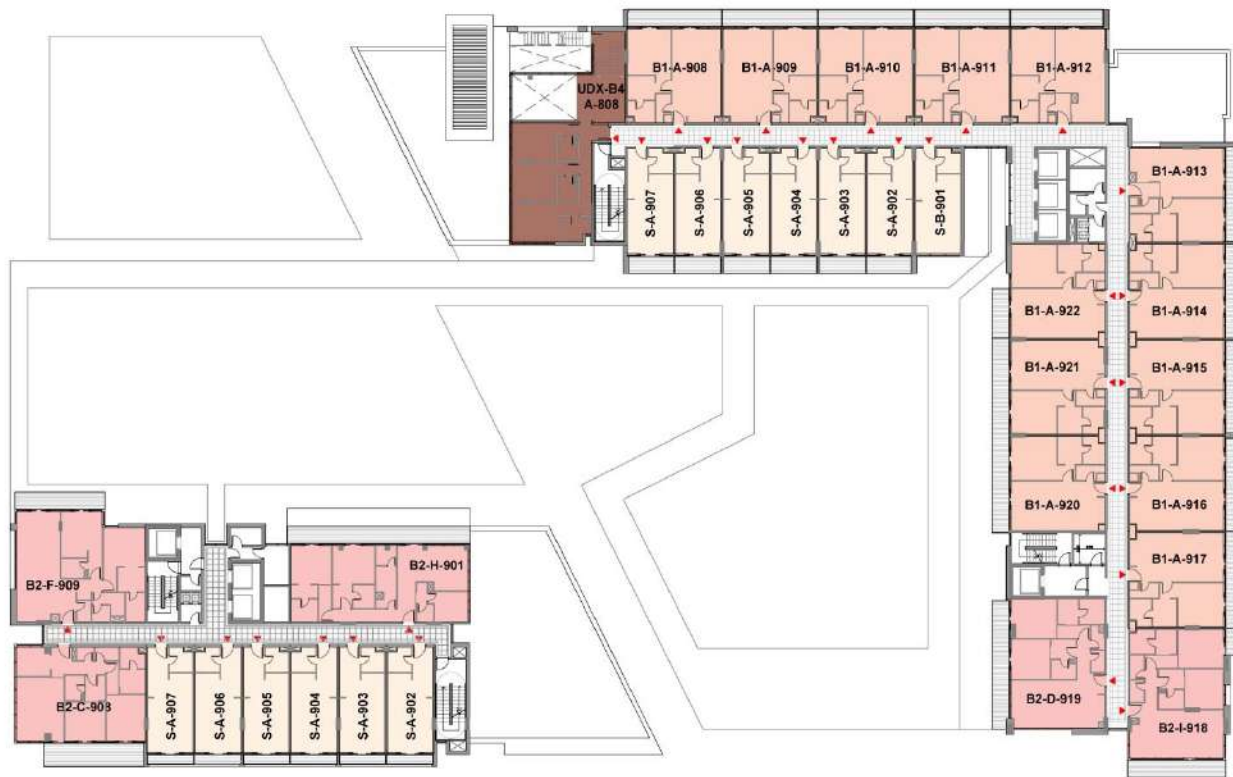 B1-A-908
B1-A-909
B1-A-910
B1-A-911
B1-A-912
UDX-B4
A-808
S-A-907
S-A-906
S-A-905
S-A-904
S-A-903
S-A-902
S-B-901
B1-A-913
B1-A-922
B1-A-914
B1-A-921
B1-A-915
B1-A-920
B1-A-916
B1-A-917
B2-D-919
B2-I-918
B2-F-909
B2-H-901
B2-C-908
S-A-907
S-A-906
S-A-905
S-A-904
S-A-903
S-A-902